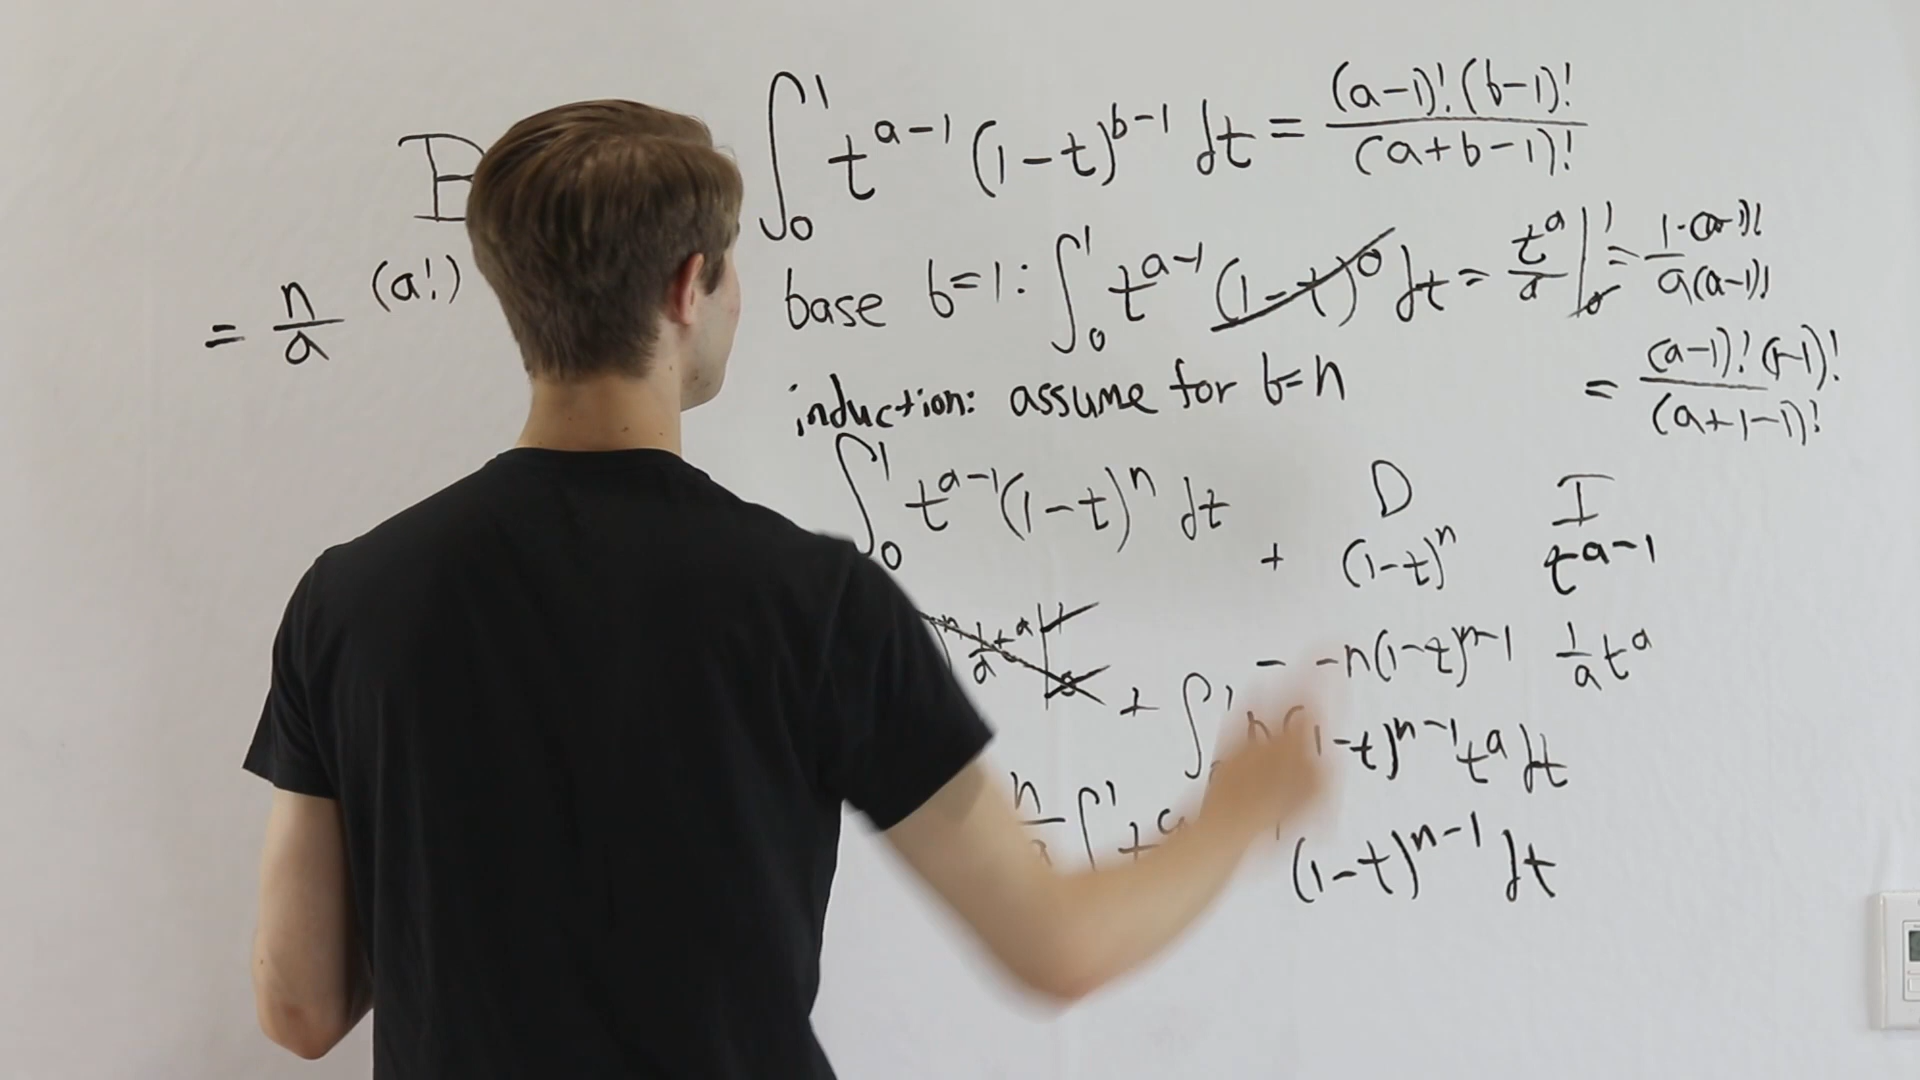 B ∫₀¹ t^(a-1) (1-t)^(b-1) dt = (a-1)! (b-1)! / (a+b-1)!
= n/a (a!)
base b=1: ∫₀¹ t^(a-1) (1-t)^0 dt = t^a/a |₀¹ = 1·(a-1)! / a(a-1)!
= (a-1)! (1-1)! / (a+1-1)!
induction: assume for b=n
∫₀¹ t^(a-1) (1-t)^n dt
D I
+ (1-t)^n t^(a-1)
- -n(1-t)^(n-1) 1/a t^a
1/a t^a |₀¹ + ∫ (1-t)^(n-1) t^a dt
n ∫¹ t (1-t)^(n-1) dt